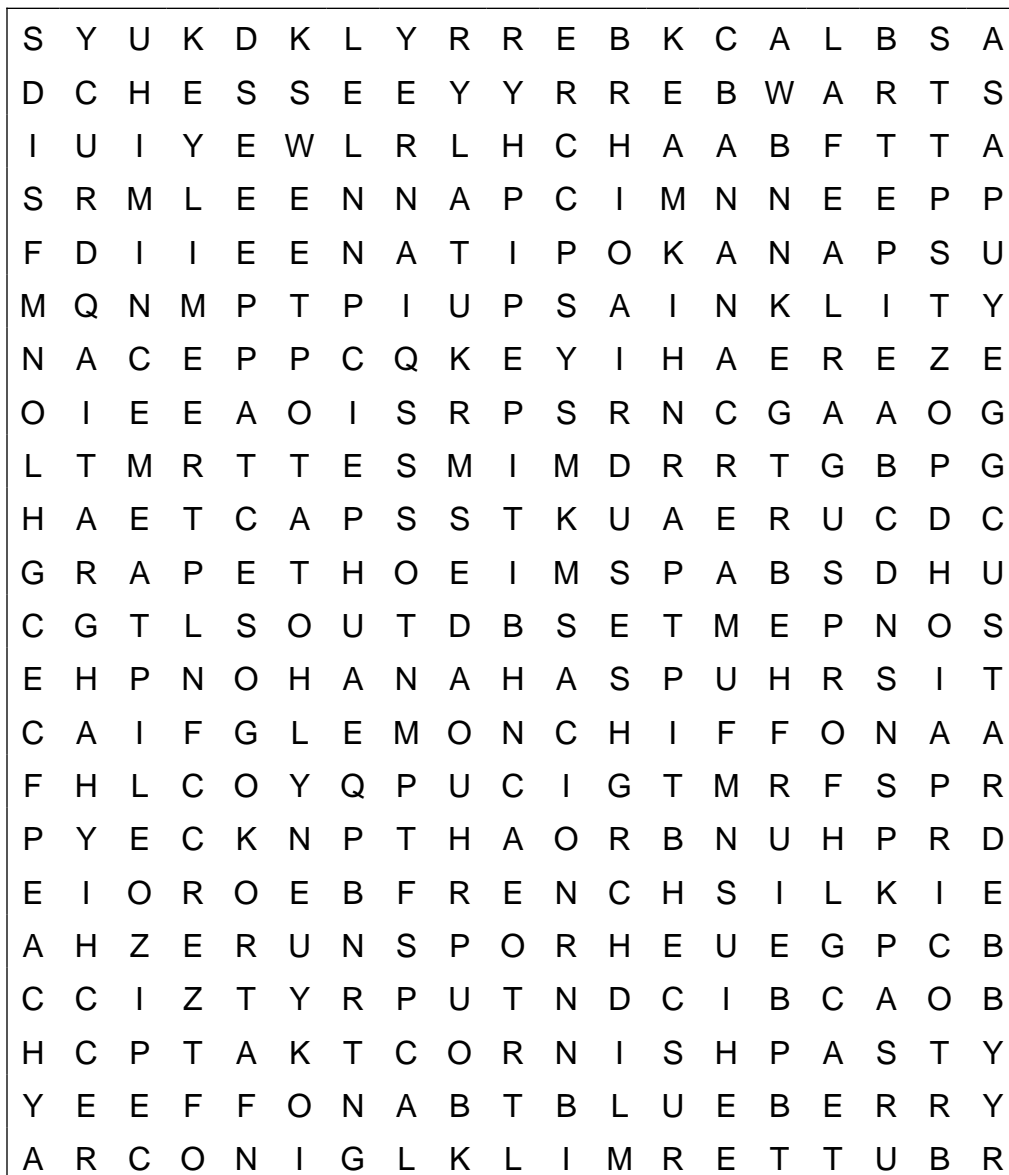 S Y U K D K L Y R R E B K C A L B S A
D C H E S S E E Y Y R R E B W A R T S
I U I Y E W L R L H C H A A B F T T A
S R M L E E N N A P C I M N N E E P P
F D I I E E N A T I P O K A N A P S U
M Q N M P T P I U P S A I N K L I T Y
N A C E P P C Q K E Y I H A E R E Z E
O I E E A O I S R P S R N C G A A O G
L T M R T T E S M I M D R R T G B P G
H A E T C A P S S T K U A E R U C D C
G R A P E T H O E I M S P A B S D H U
C G T L S O U T D B S E T M E P N O S
E H P N O H A N A H A S P U H R S I T
C A I F G L E M O N C H I F F O N A A
F H L C O Y Q P U C I G T M R F S P R
P Y E C K N P T H A O R B N U H P R D
E I O R O E B F R E N C H S I L K I E
A H Z E R U N S P O R H E U E G P C B
C C I Z T Y R P U T N D C I B C A O B
H C P T A K T C O R N I S H P A S T Y
Y E E F F O N A B T B L U E B E R R Y
A R C O N I G L K L I M R E T T U B R